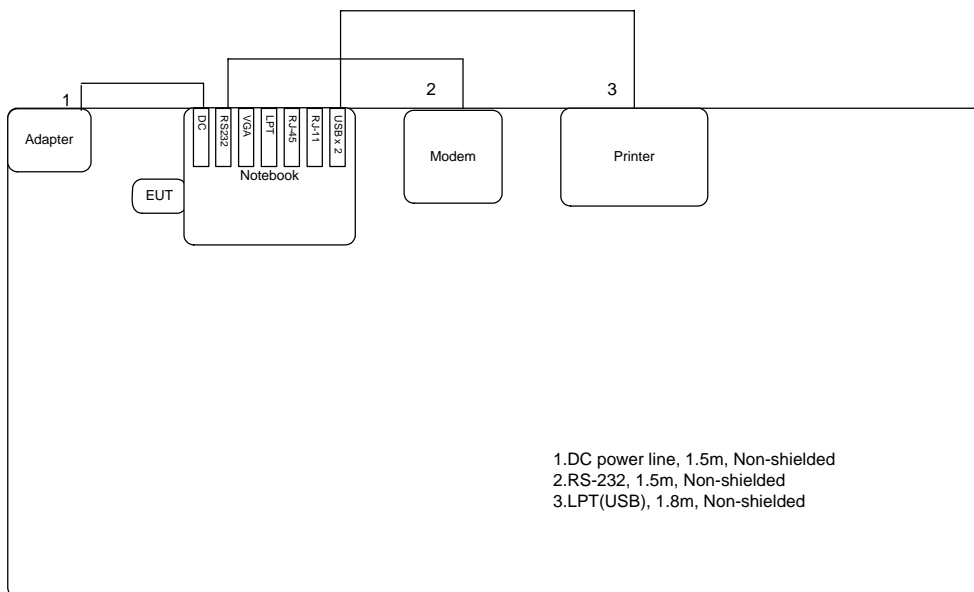 1
2
3
Adapter
DC
RS232
VGA
LPT
RJ-45
RJ-11
USB x 2
Notebook
EUT
Modem
Printer
1.DC power line, 1.5m, Non-shielded
2.RS-232, 1.5m, Non-shielded
3.LPT(USB), 1.8m, Non-shielded